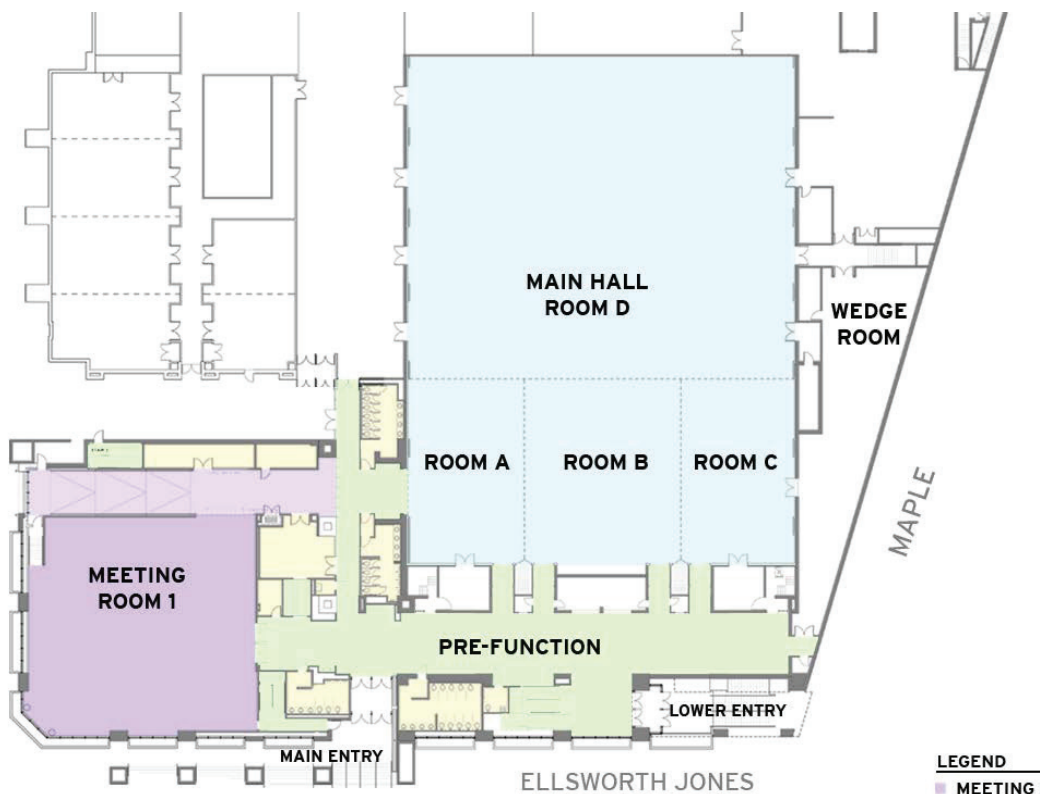 MAIN HALL
ROOM D
WEDGE
ROOM
ROOM A
ROOM B
ROOM C
MAPLE
MEETING
ROOM 1
PRE-FUNCTION
LOWER ENTRY
MAIN ENTRY
ELLSWORTH JONES
LEGEND
MEETING